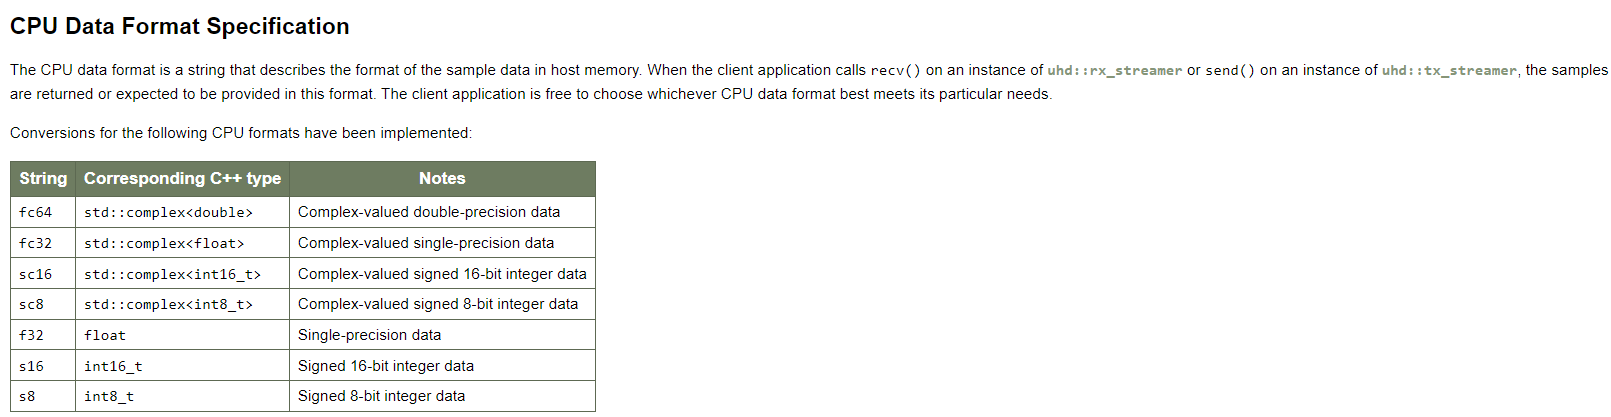 CPU Data Format Specification
The CPU data format is a string that describes the format of the sample data in host memory. When the client application calls recv() on an instance of uhd::rx_streamer or send() on an instance of uhd::tx_streamer, the samples
are returned or expected to be provided in this format. The client application is free to choose whichever CPU data format best meets its particular needs.
Conversions for the following CPU formats have been implemented:
String Corresponding C++ type Notes
fc64 std::complex<double> Complex-valued double-precision data
fc32 std::complex<float> Complex-valued single-precision data
sc16 std::complex<int16_t> Complex-valued signed 16-bit integer data
sc8 std::complex<int8_t> Complex-valued signed 8-bit integer data
f32 float Single-precision data
s16 int16_t Signed 16-bit integer data
s8 int8_t Signed 8-bit integer data